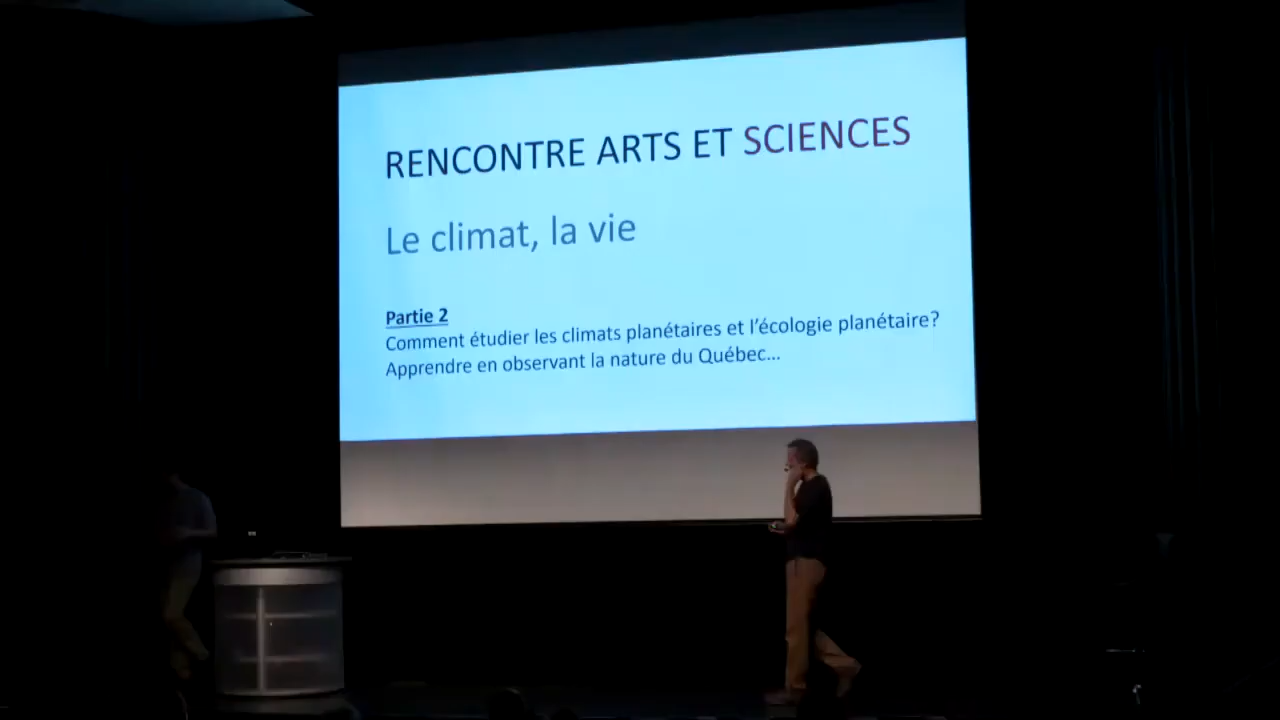 RENCONTRE ARTS ET SCIENCES
Le climat, la vie
Partie 2
Comment étudier les climats planétaires et l'écologie planétaire?
Apprendre en observant la nature du Québec...